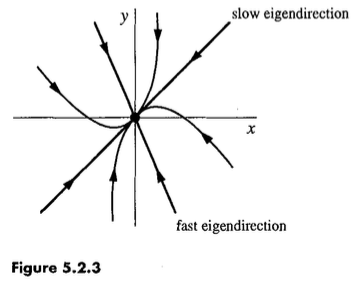 y
slow eigendirection
x
fast eigendirection
Figure 5.2.3